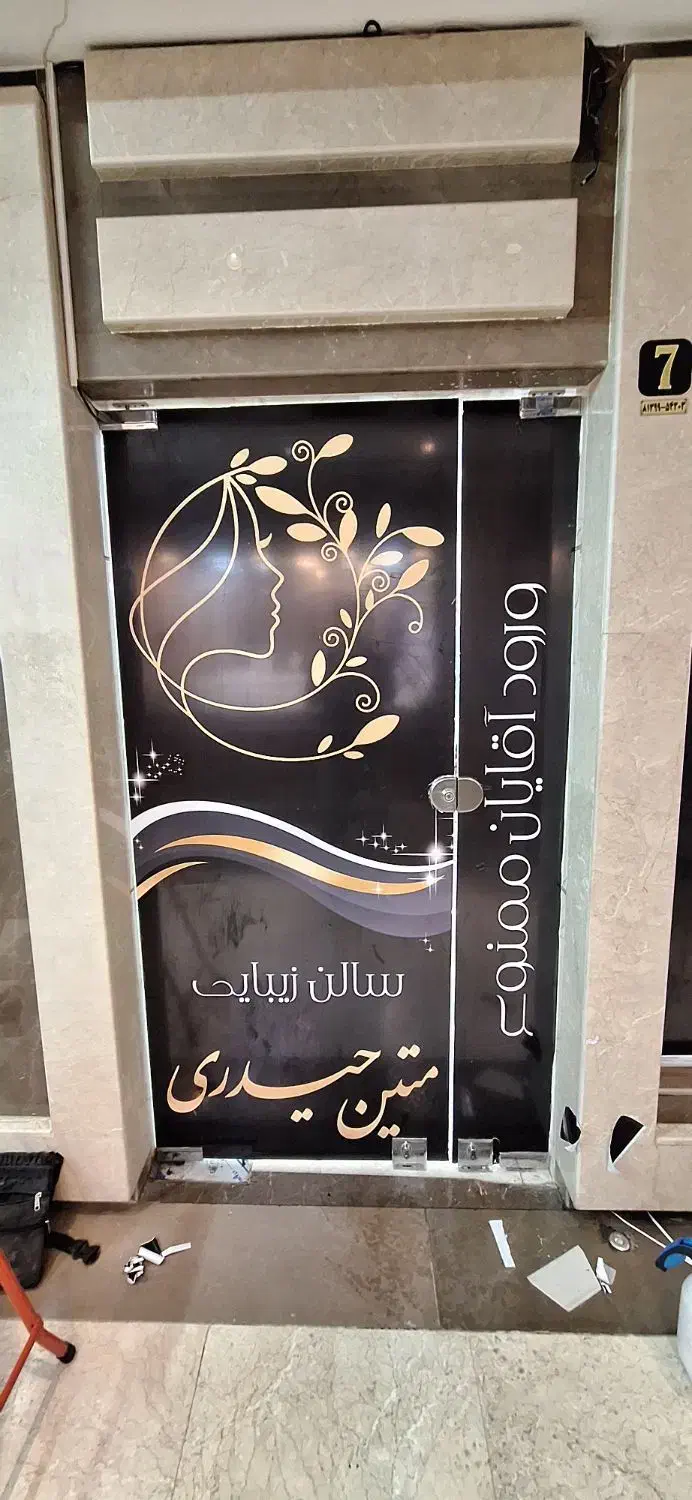 7
ورود آقایان ممنوع
سالن زیبایی
متین حیدری